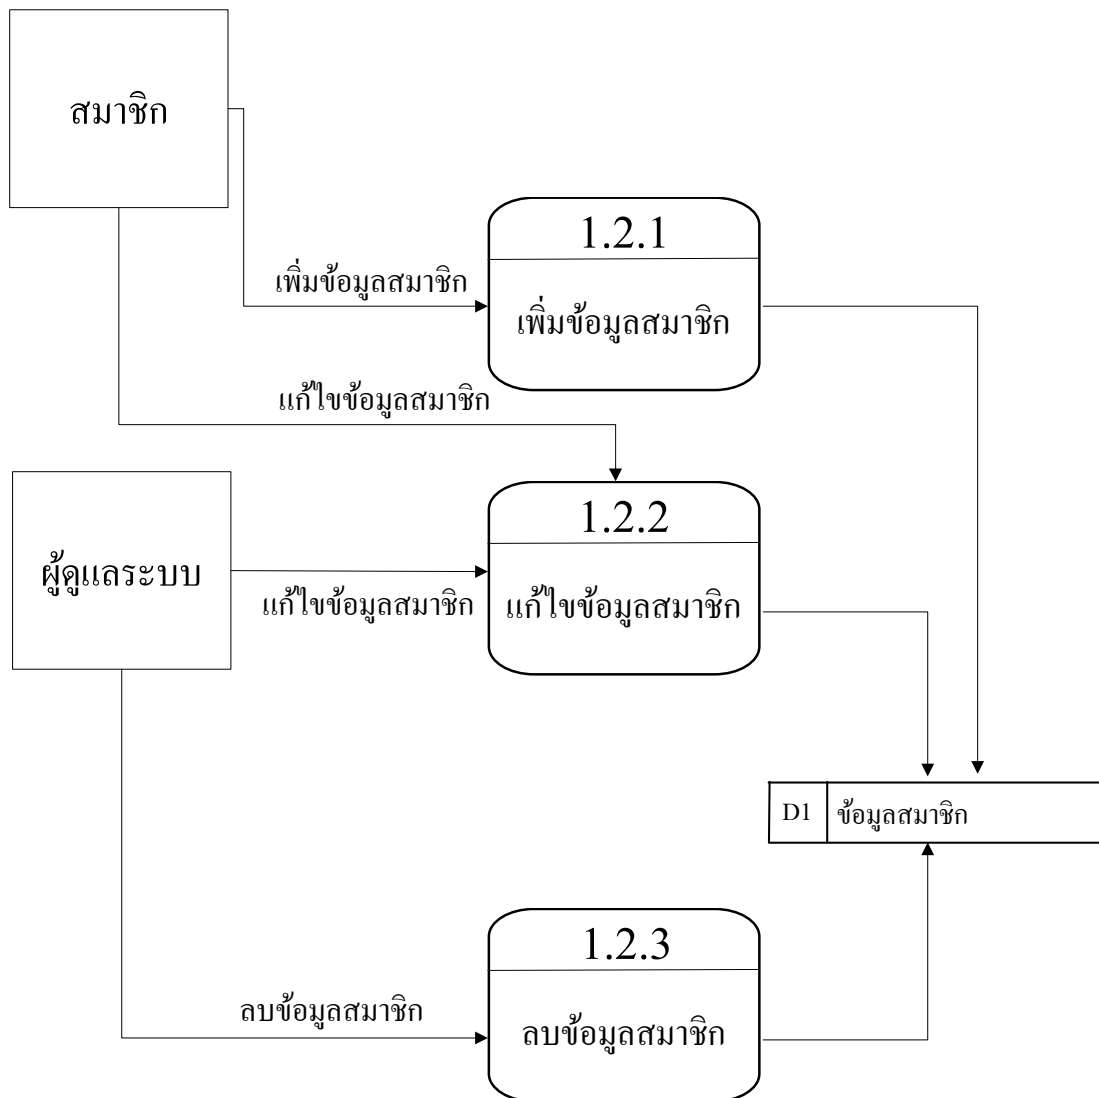 สมาชิก
1.2.1
เพิ่มข้อมูลสมาชิก
เพิ่มข้อมูลสมาชิก
แก้ไขข้อมูลสมาชิก
1.2.2
ผู้ดูแลระบบ
แก้ไขข้อมูลสมาชิก
แก้ไขข้อมูลสมาชิก
D1 ข้อมูลสมาชิก
1.2.3
ลบข้อมูลสมาชิก
ลบข้อมูลสมาชิก